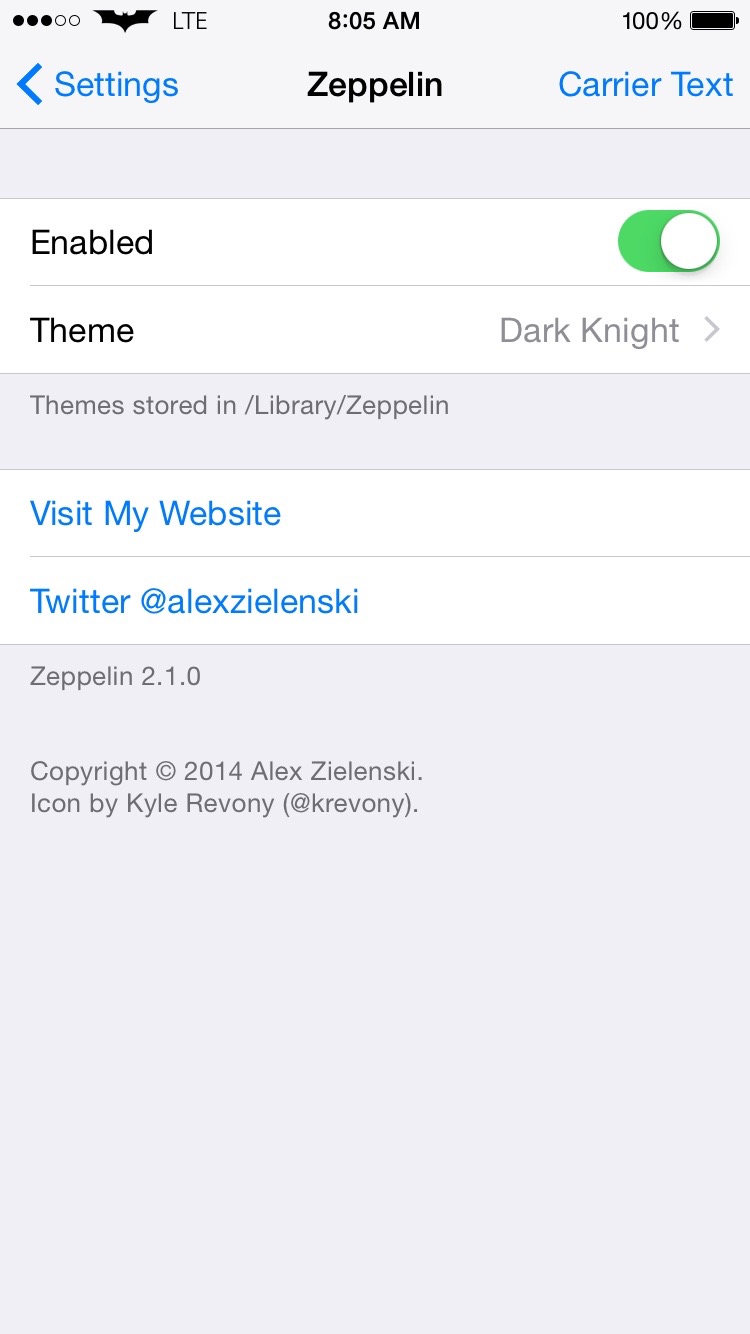 LTE 8:05 AM 100%
Settings Zeppelin Carrier Text
Enabled
Theme Dark Knight
Themes stored in /Library/Zeppelin
Visit My Website
Twitter @alexzielenski
Zeppelin 2.1.0
Copyright © 2014 Alex Zielenski.
Icon by Kyle Revony (@krevony).